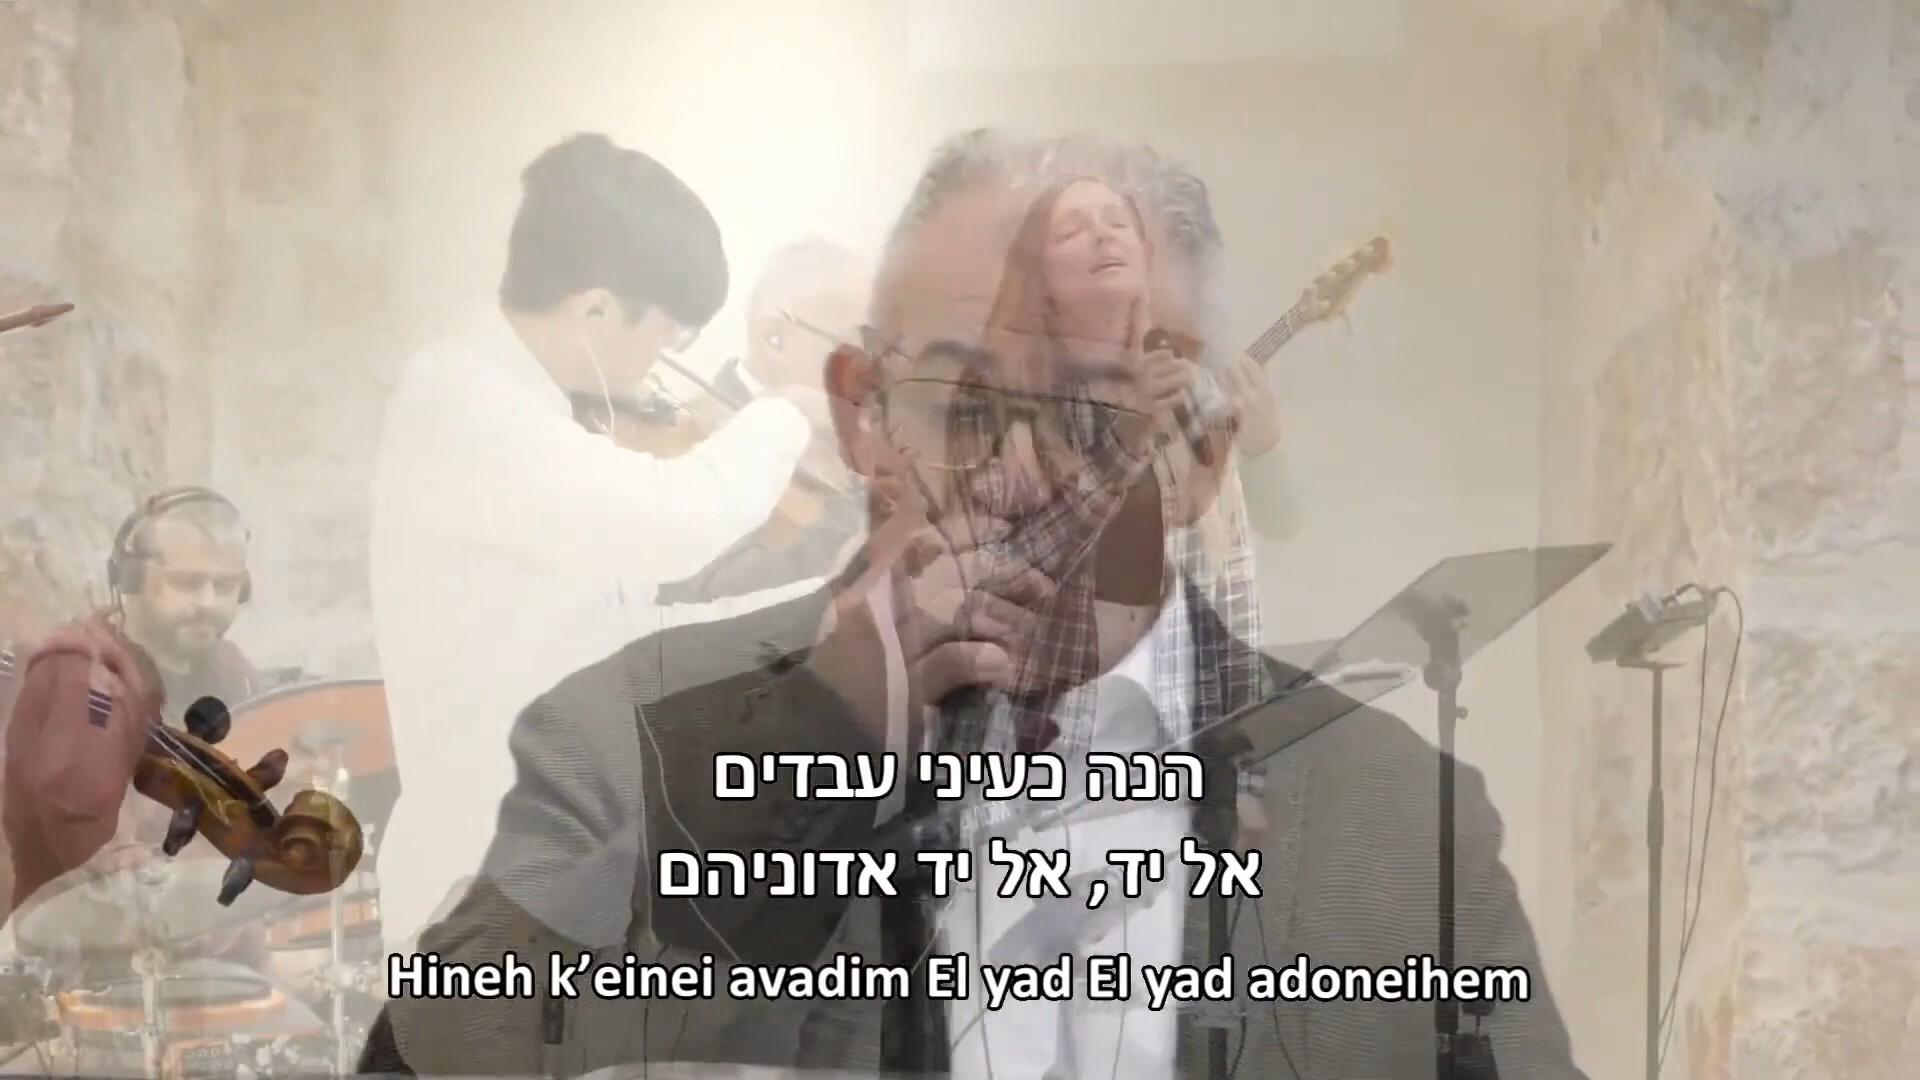 הנה כעיני עבדים
אל יד, אל יד אדוניהם
Hineh k’einei avadim El yad El yad adoneihem